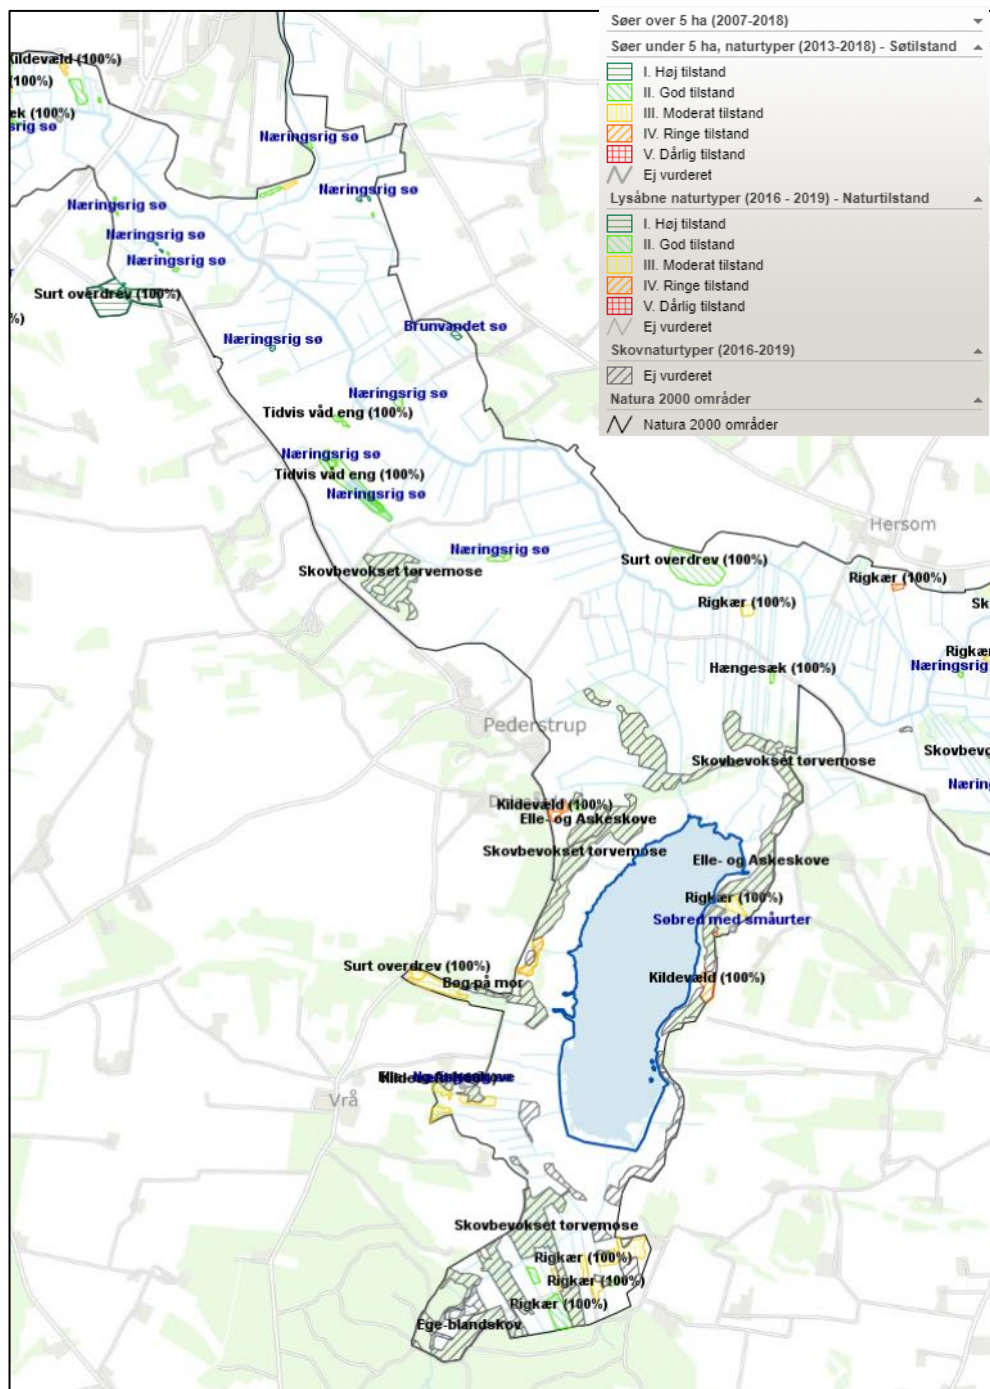 Søer over 5 ha (2007-2018)
Søer under 5 ha, naturtyper (2013-2018) - Søtilstand
I. Høj tilstand
II. God tilstand
III. Moderat tilstand
IV. Ringe tilstand
V. Dårlig tilstand
Ej vurderet
Lysåbne naturtyper (2016 - 2019) - Naturtilstand
I. Høj tilstand
II. God tilstand
III. Moderat tilstand
IV. Ringe tilstand
V. Dårlig tilstand
Ej vurderet
Skovnaturtyper (2016-2019)
Ej vurderet
Natura 2000 områder
Natura 2000 områder
Kildevæld (100%)
(100%)
æk (100%)
srig sø
Næringsrig sø
Næringsrig sø
Næringsrig sø
Næringsrig sø
Næringsrig sø
Surt overdrev (100%)
%)
Brunvandet sø
Næringsrig sø
Næringsrig sø
Tidvis våd eng (100%)
Næringsrig sø
Tidvis våd eng (100%)
Næringsrig sø
Hersom
Næringsrig sø
Surt overdrev (100%)
Skovbevokset tørvemose
Rigkær (100%)
Rigkær (100%)
Sk
Rigkær
Hængesæk (100%)
Næringsrig
Pederstrup
Skovbevo
Skovbevokset tørvemose
Næring
Kildevæld (100%)
Elle- og Askeskove
Skovbevokset tørvemose
Elle- og Askeskove
Rigkær (100%)
Søbred med småurter
Surt overdrev (100%)
Bøg på mor
Kildevæld (100%)
Vrå
Skovbevokset tørvemose
Rigkær (100%)
Rigkær (100%)
Rigkær (100%)
Ege-blandskov